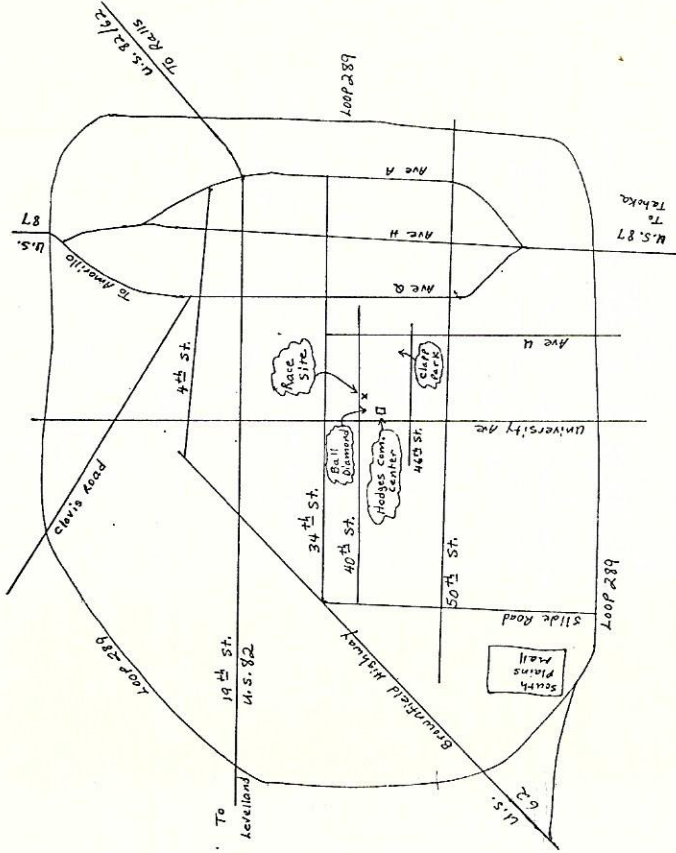 To Ralls
U.S. 82/62
LOOP 289
U.S.
87
To Amarillo
Ave A
Ave H
Ave Q
U.S. 87
To
Tahoka
4th St.
Race
Site
Clapp
Park
Ave U
University Ave
Clovis Road
Ball
Diamond
Hodges Com.
Center
46th St.
34th St.
40th St.
50th St.
Slide Road
LOOP 289
LOOP 289
19th St.
U.S. 82
Brownfield Highway
South
Plains
Mall
To
Levelland
U.S.
62